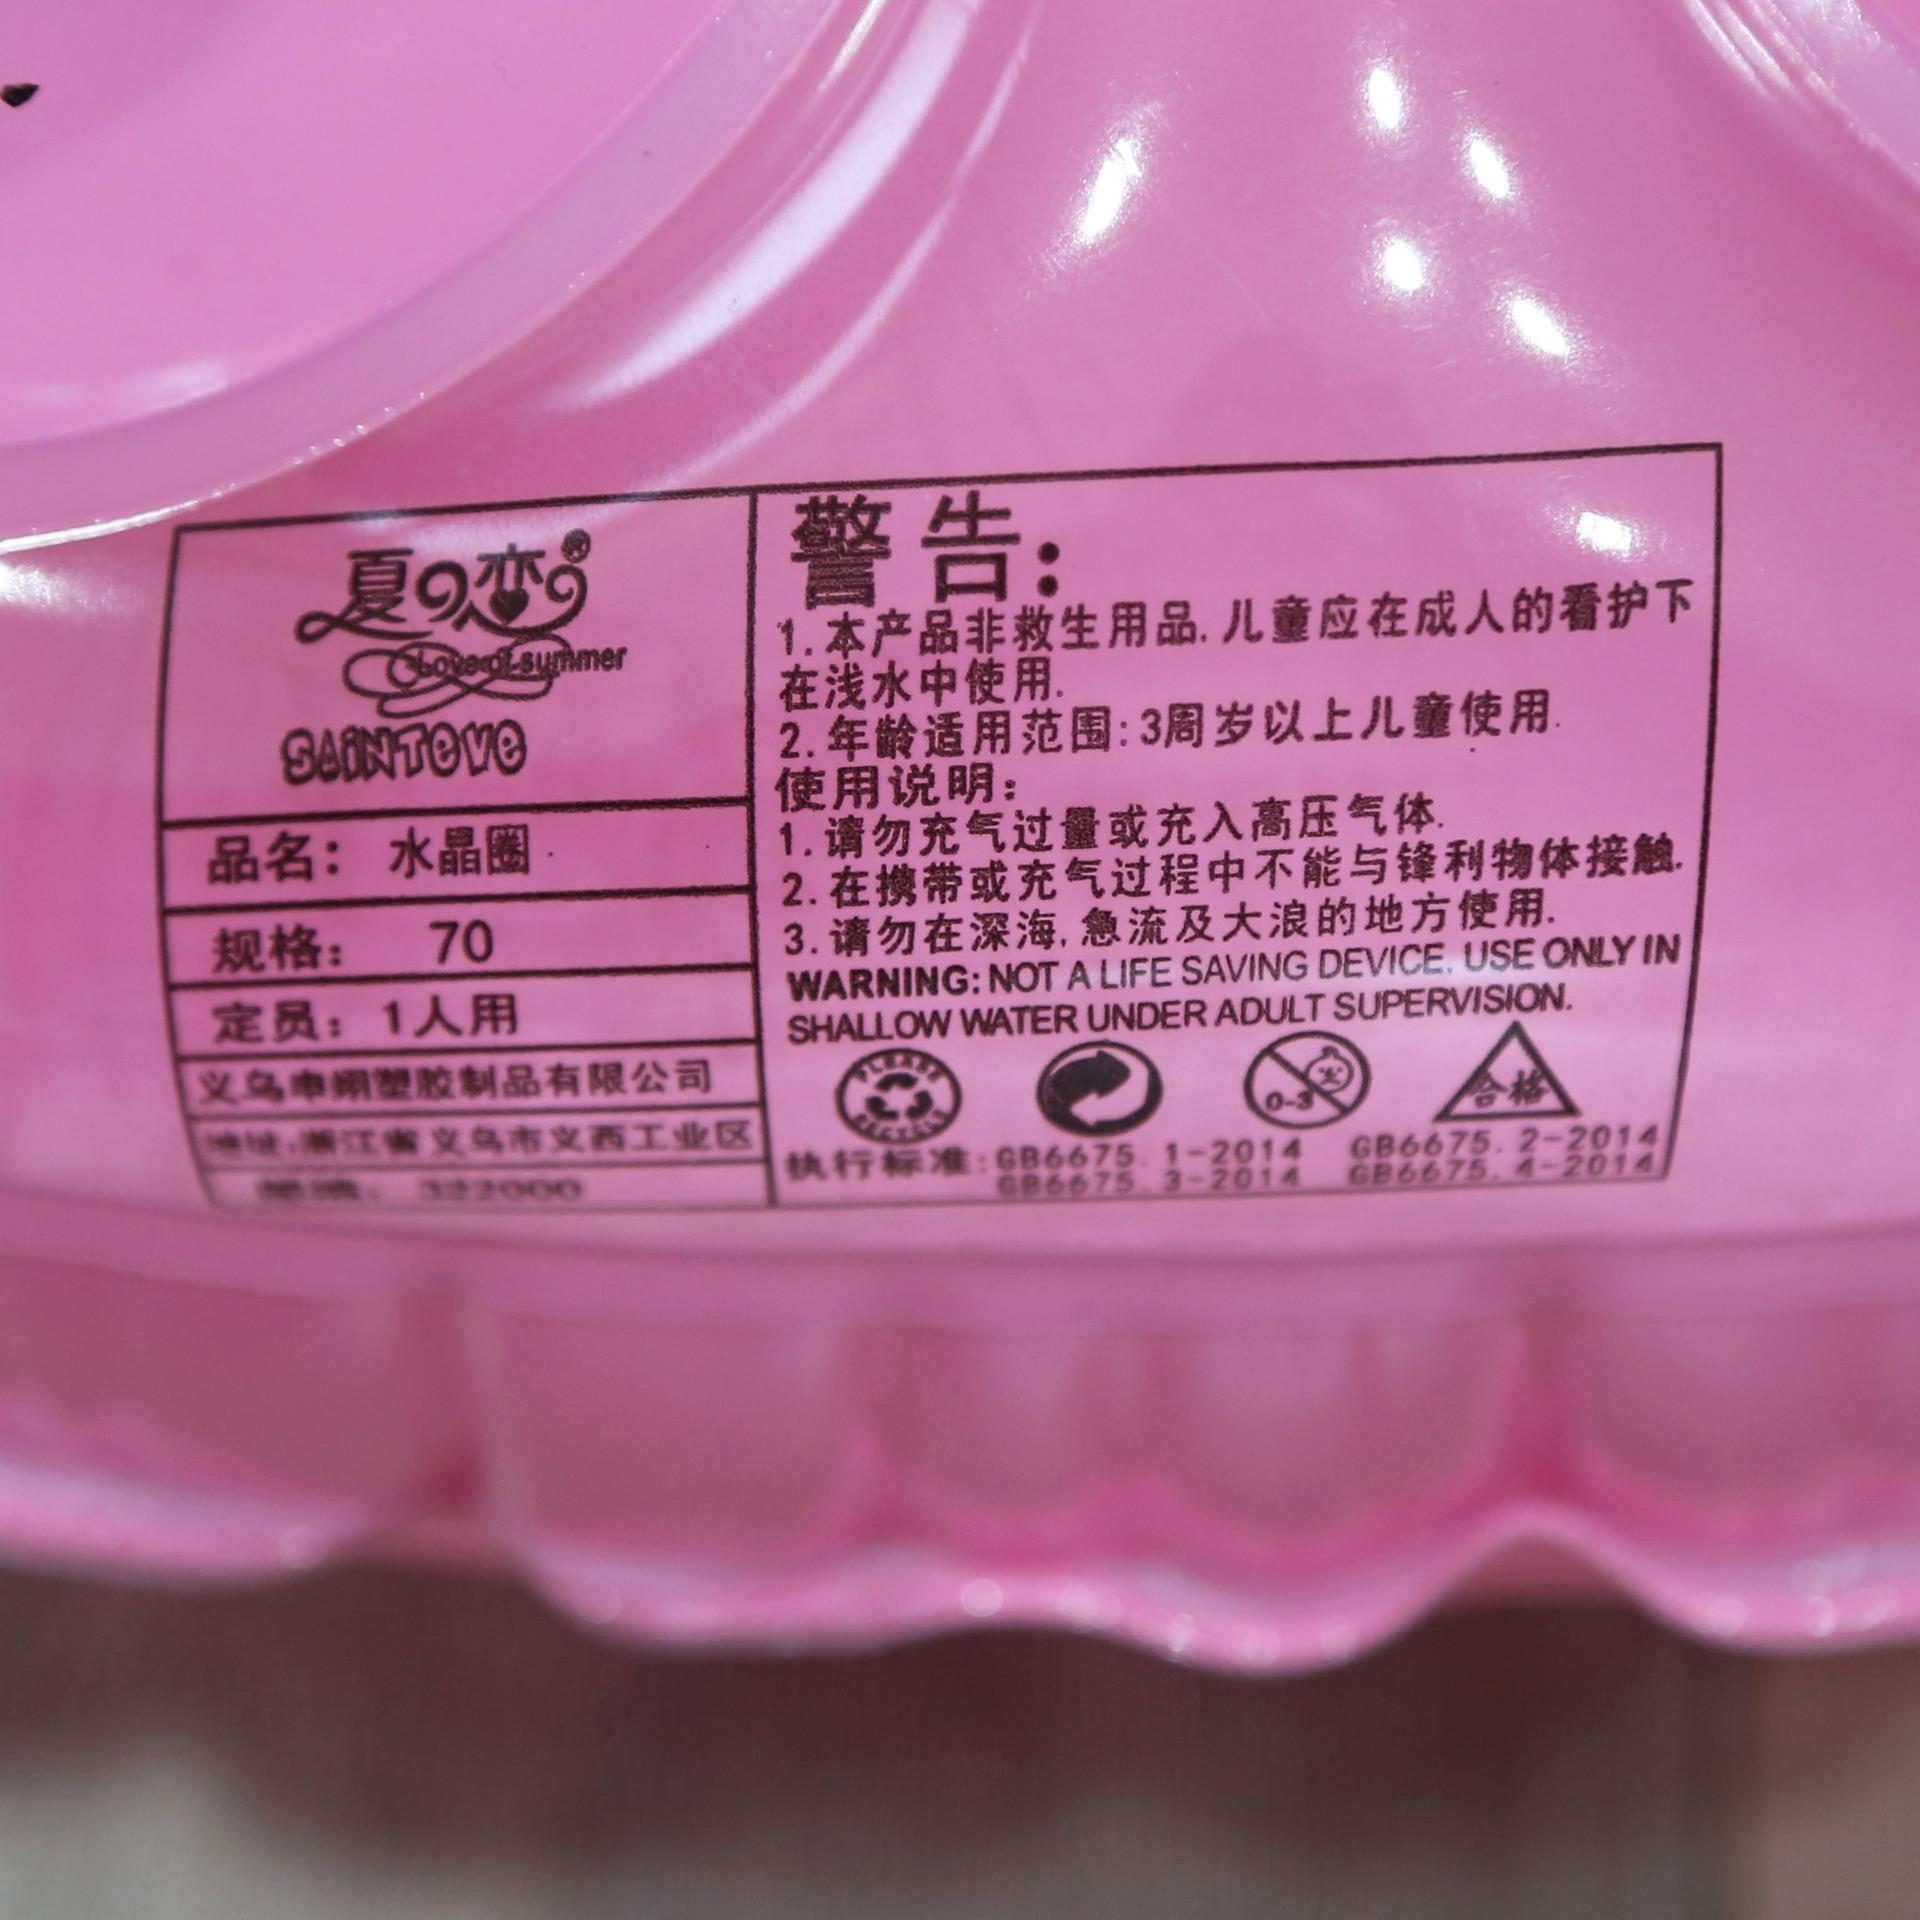 夏の恋®
Love of summer
SAiNTeve
品名: 水晶圈
规格: 70
定员: 1人用
义乌申翊塑胶制品有限公司
地址:浙江省义乌市义西工业区
322000
警告:
1.本产品非救生用品.儿童应在成人的看护下
在浅水中使用.
2.年龄适用范围:3周岁以上儿童使用.
使用说明:
1.请勿充气过量或充入高压气体.
2.在携带或充气过程中不能与锋利物体接触.
3.请勿在深海,急流及大浪的地方使用.
WARNING: NOT A LIFE SAVING DEVICE. USE ONLY IN
SHALLOW WATER UNDER ADULT SUPERVISION.
PLEASE RECYCLE
0-3
合格
执行标准:GB6675.1-2014 GB6675.2-2014
GB6675.3-2014 GB6675.4-2014